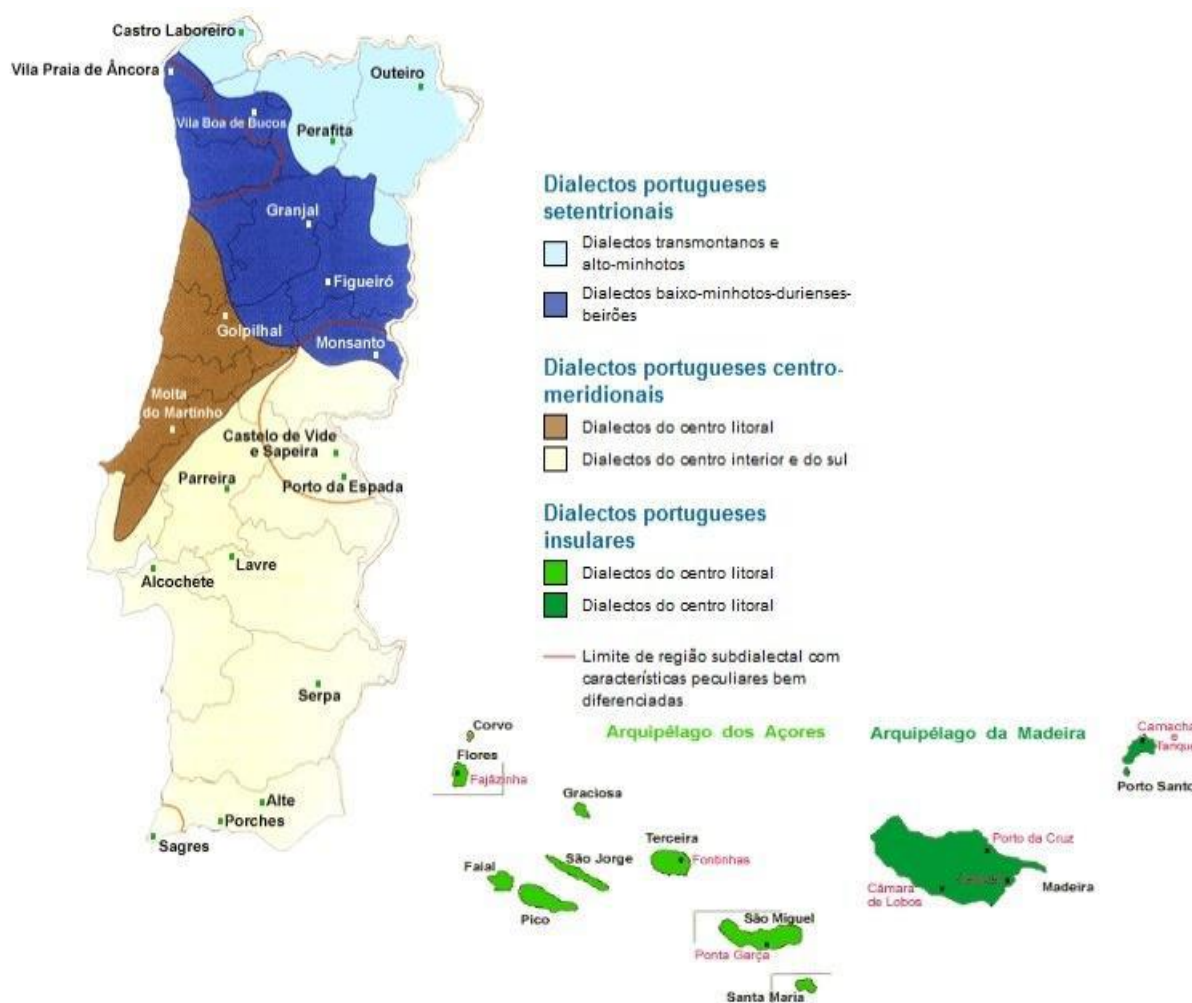 Castro Laboreiro
Vila Praia de Âncora
Outeiro
Vila Boa de Bucos
Perafita
Granjal
Figueiró
Golpilhal
Monsanto
Molta
do Martinho
Castelo de Vide
e Sapeira
Parreira
Porto da Espada
Lavre
Alcochete
Serpa
Alte
Porches
Sagres
Dialectos portugueses
setentrionais
Dialectos transmontanos e
alto-minhotos
Dialectos baixo-minhotos-durienses-
beirões
Dialectos portugueses centro-
meridionais
Dialectos do centro litoral
Dialectos do centro interior e do sul
Dialectos portugueses
insulares
Dialectos do centro litoral
Dialectos do centro litoral
Limite de região subdialectal com
características peculiares bem
diferenciadas
Arquipélago dos Açores
Corvo
Flores
Fajãzinha
Graciosa
Terceira
Fontinhas
São Jorge
Faial
Pico
São Miguel
Ponta Garça
Santa Maria
Arquipélago da Madeira
Camacha
e
Tanque
Porto Santo
Porto da Cruz
Câmara
de Lobos
Madeira